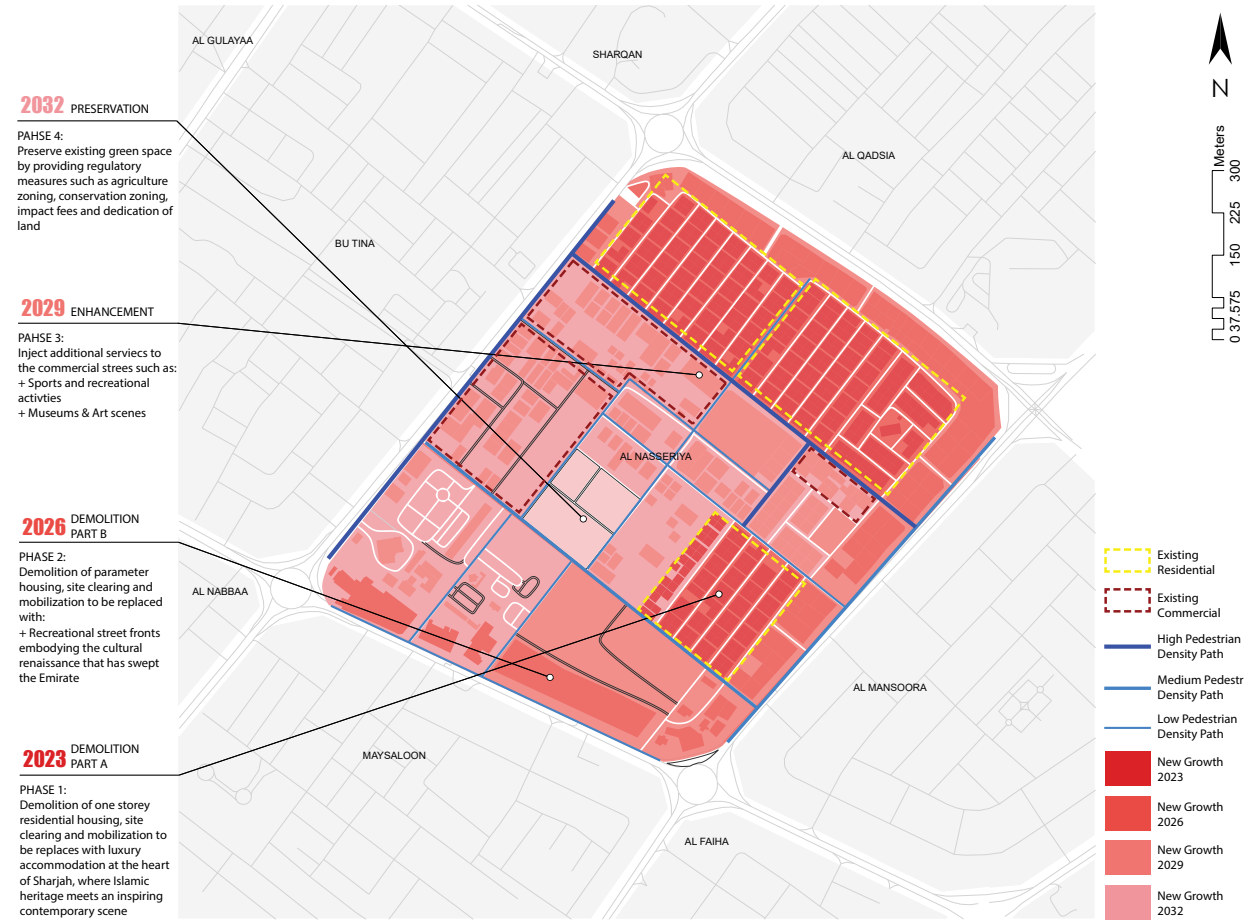 AL GULAYAA
SHARQAN
AL QADSIA
BU TINA
AL NASSERIYA
AL NABBAA
MAYSALOON
AL MANSOORA
AL FAIHA
2032 PRESERVATION
PAHSE 4:
Preserve existing green space
by providing regulatory
measures such as agriculture
zoning, conservation zoning,
impact fees and dedication of
land
2029 ENHANCEMENT
PAHSE 3:
Inject additional serviecs to
the commercial strees such as:
+ Sports and recreational
activties
+ Museums & Art scenes
2026 DEMOLITION
PART B
PHASE 2:
Demolition of parameter
housing, site clearing and
mobilization to be replaced
with:
+ Recreational street fronts
embodying the cultural
renaissance that has swept
the Emirate
2023 DEMOLITION
PART A
PHASE 1:
Demolition of one storey
residential housing, site
clearing and mobilization to
be replaces with luxury
accommodation at the heart
of Sharjah, where Islamic
heritage meets an inspiring
contemporary scene
N
Meters
0 37.5 75 150 225 300
Existing
Residential
Existing
Commercial
High Pedestrian
Density Path
Medium Pedestr
Density Path
Low Pedestrian
Density Path
New Growth
2023
New Growth
2026
New Growth
2029
New Growth
2032